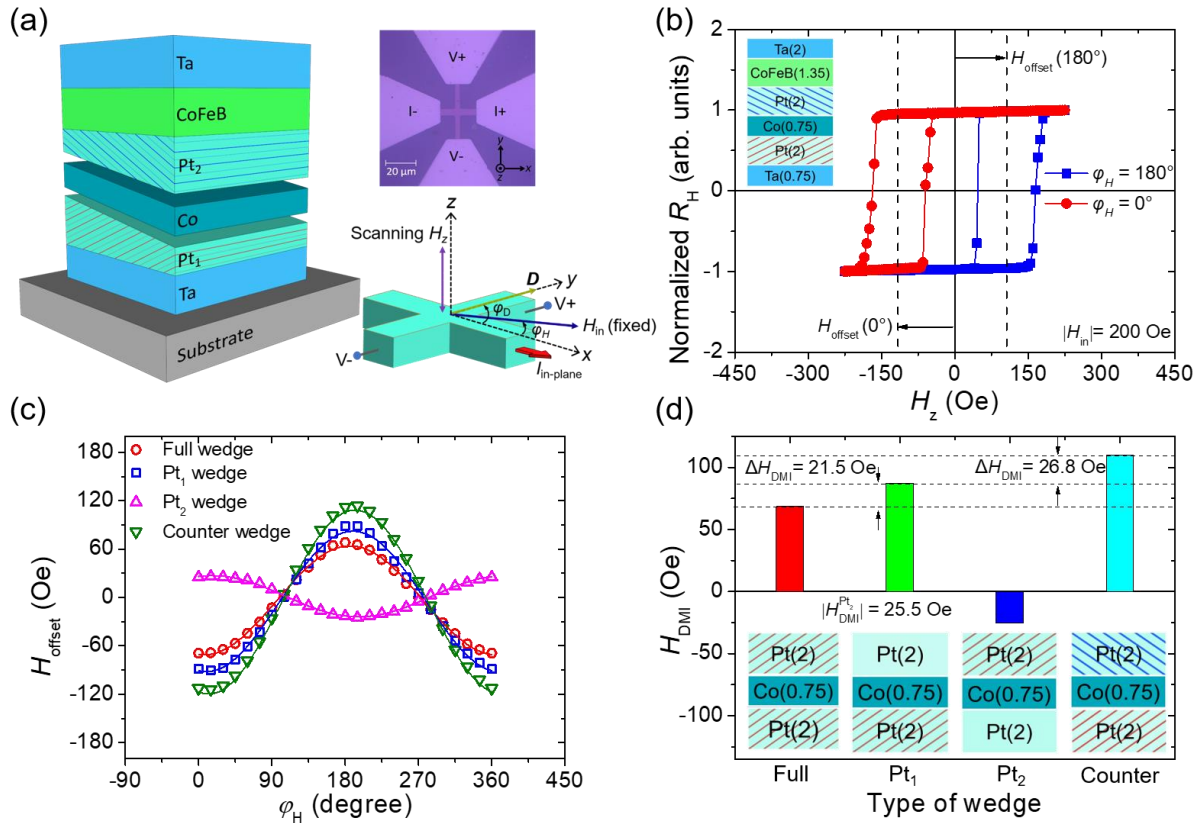 (a)
Ta
CoFeB
Pt₂
Co
Pt₁
Ta
Substrate
V+
I-
I+
V-
20 μm
y
x
z
z
Scanning Hz
D
y
V+
φD
Hin (fixed)
φH
x
V-
Iin-plane
(b)
Normalized RH (arb. units)
2
1
0
-1
-2
Ta(2)
CoFeB(1.35)
Pt(2)
Co(0.75)
Pt(2)
Ta(0.75)
Hoffset (180°)
φH = 180°
φH = 0°
Hoffset (0°)
|Hin|= 200 Oe
-450 -300 -150 0 150 300 450
Hz (Oe)
(c)
Hoffset (Oe)
180
120
60
0
-60
-120
-180
Full wedge
Pt₁ wedge
Pt₂ wedge
Counter wedge
-90 0 90 180 270 360 450
φH (degree)
(d)
HDMI (Oe)
100
50
0
-50
-100
ΔHDMI = 21.5 Oe
ΔHDMI = 26.8 Oe
|HDMI^Pt₂| = 25.5 Oe
Pt(2) Pt(2) Pt(2) Pt(2)
Co(0.75) Co(0.75) Co(0.75) Co(0.75)
Pt(2) Pt(2) Pt(2) Pt(2)
Full Pt₁ Pt₂ Counter
Type of wedge